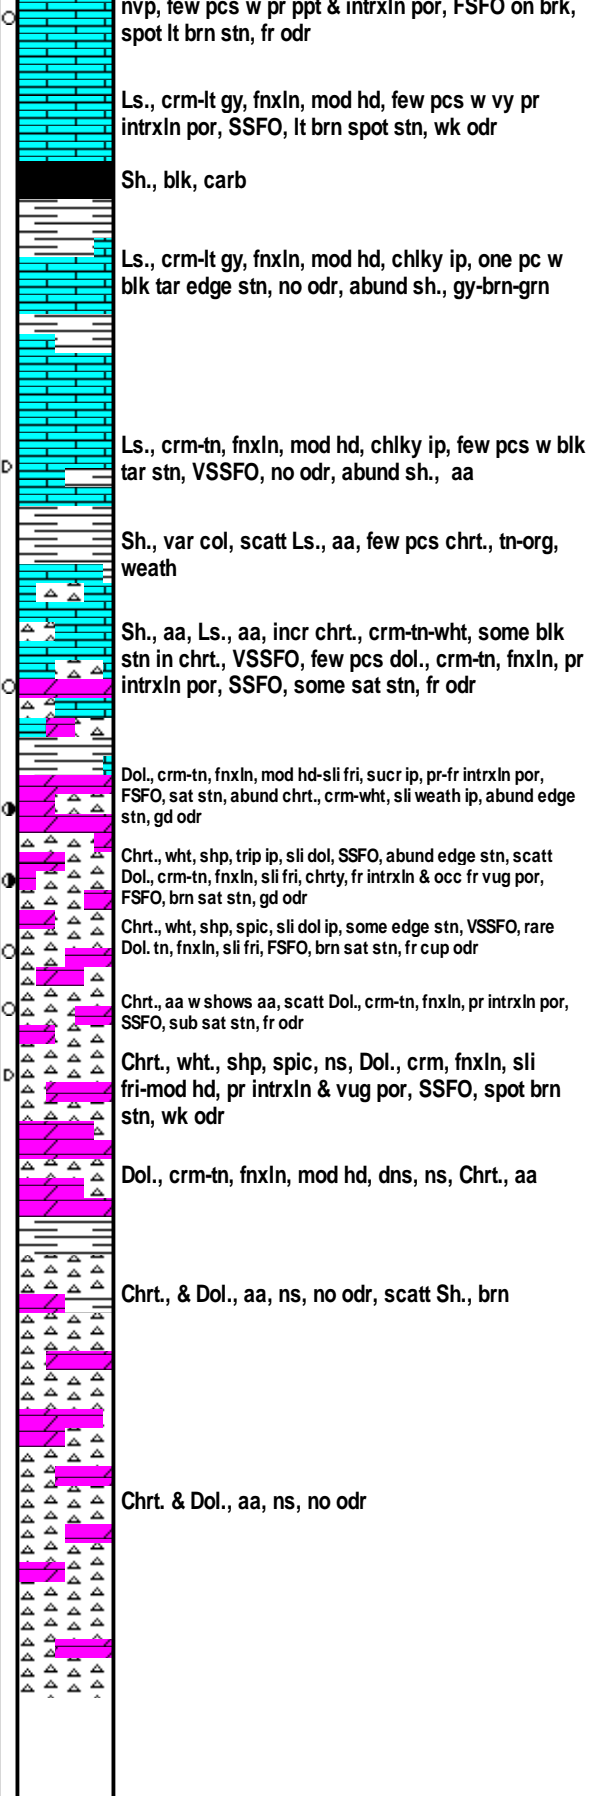 nvp, few pcs w pr ppt & intrxln por, FSFO on brk,
spot lt brn stn, fr odr
Ls., crm-lt gy, fnxln, mod hd, few pcs w vy pr
intrxln por, SSFO, lt brn spot stn, wk odr
Sh., blk, carb
Ls., crm-lt gy, fnxln, mod hd, chlky ip, one pc w
blk tar edge stn, no odr, abund sh., gy-brn-grn
Ls., crm-tn, fnxln, mod hd, chlky ip, few pcs w blk
tar stn, VSSFO, no odr, abund sh., aa
Sh., var col, scatt Ls., aa, few pcs chrt., tn-org,
weath
Sh., aa, Ls., aa, incr chrt., crm-tn-wht, some blk
stn in chrt., VSSFO, few pcs dol., crm-tn, fnxln, pr
intrxln por, SSFO, some sat stn, fr odr
Dol., crm-tn, fnxln, mod hd-sli fri, sucr ip, pr-fr intrxln por,
FSFO, sat stn, abund chrt., crm-wht, sli weath ip, abund edge
stn, gd odr
Chrt., wht, shp, trip ip, sli dol, SSFO, abund edge stn, scatt
Dol., crm-tn, fnxln, sli fri, chrty, fr intrxln & occ fr vug por,
FSFO, brn sat stn, gd odr
Chrt., wht, shp, spic, sli dol ip, some edge stn, VSSFO, rare
Dol. tn, fnxln, sli fri, FSFO, brn sat stn, fr cup odr
Chrt., aa w shows aa, scatt Dol., crm-tn, fnxln, pr intrxln por,
SSFO, sub sat stn, fr odr
Chrt., wht., shp, spic, ns, Dol., crm, fnxln, sli
fri-mod hd, pr intrxln & vug por, SSFO, spot brn
stn, wk odr
Dol., crm-tn, fnxln, mod hd, dns, ns, Chrt., aa
Chrt., & Dol., aa, ns, no odr, scatt Sh., brn
Chrt. & Dol., aa, ns, no odr